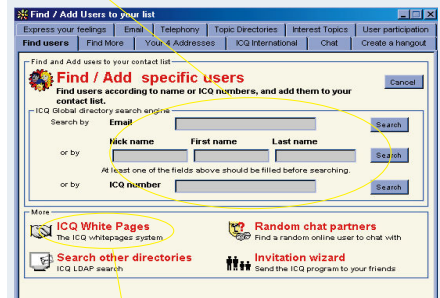 Find / Add Users to your list
Express your feelings Email Telephony Topic Directories Interest Topics User participation
Find users Find More Your 4 Addresses ICQ International Chat Create a hangout
Find and Add users to your contact list
Find / Add specific users
Find users according to name or ICQ numbers, and add them to your
contact list.
Cancel
ICQ Global directory search engine
Search by Email Search
Nick name First name Last name
or by Search
At least one of the fields above should be filled before searching.
or by ICQ number Search
More
ICQ White Pages
The ICQ whitepages system
Random chat partners
Find a random online user to chat with
Search other directories
ICQ LDAP search
Invitation wizard
Send the ICQ program to your friends